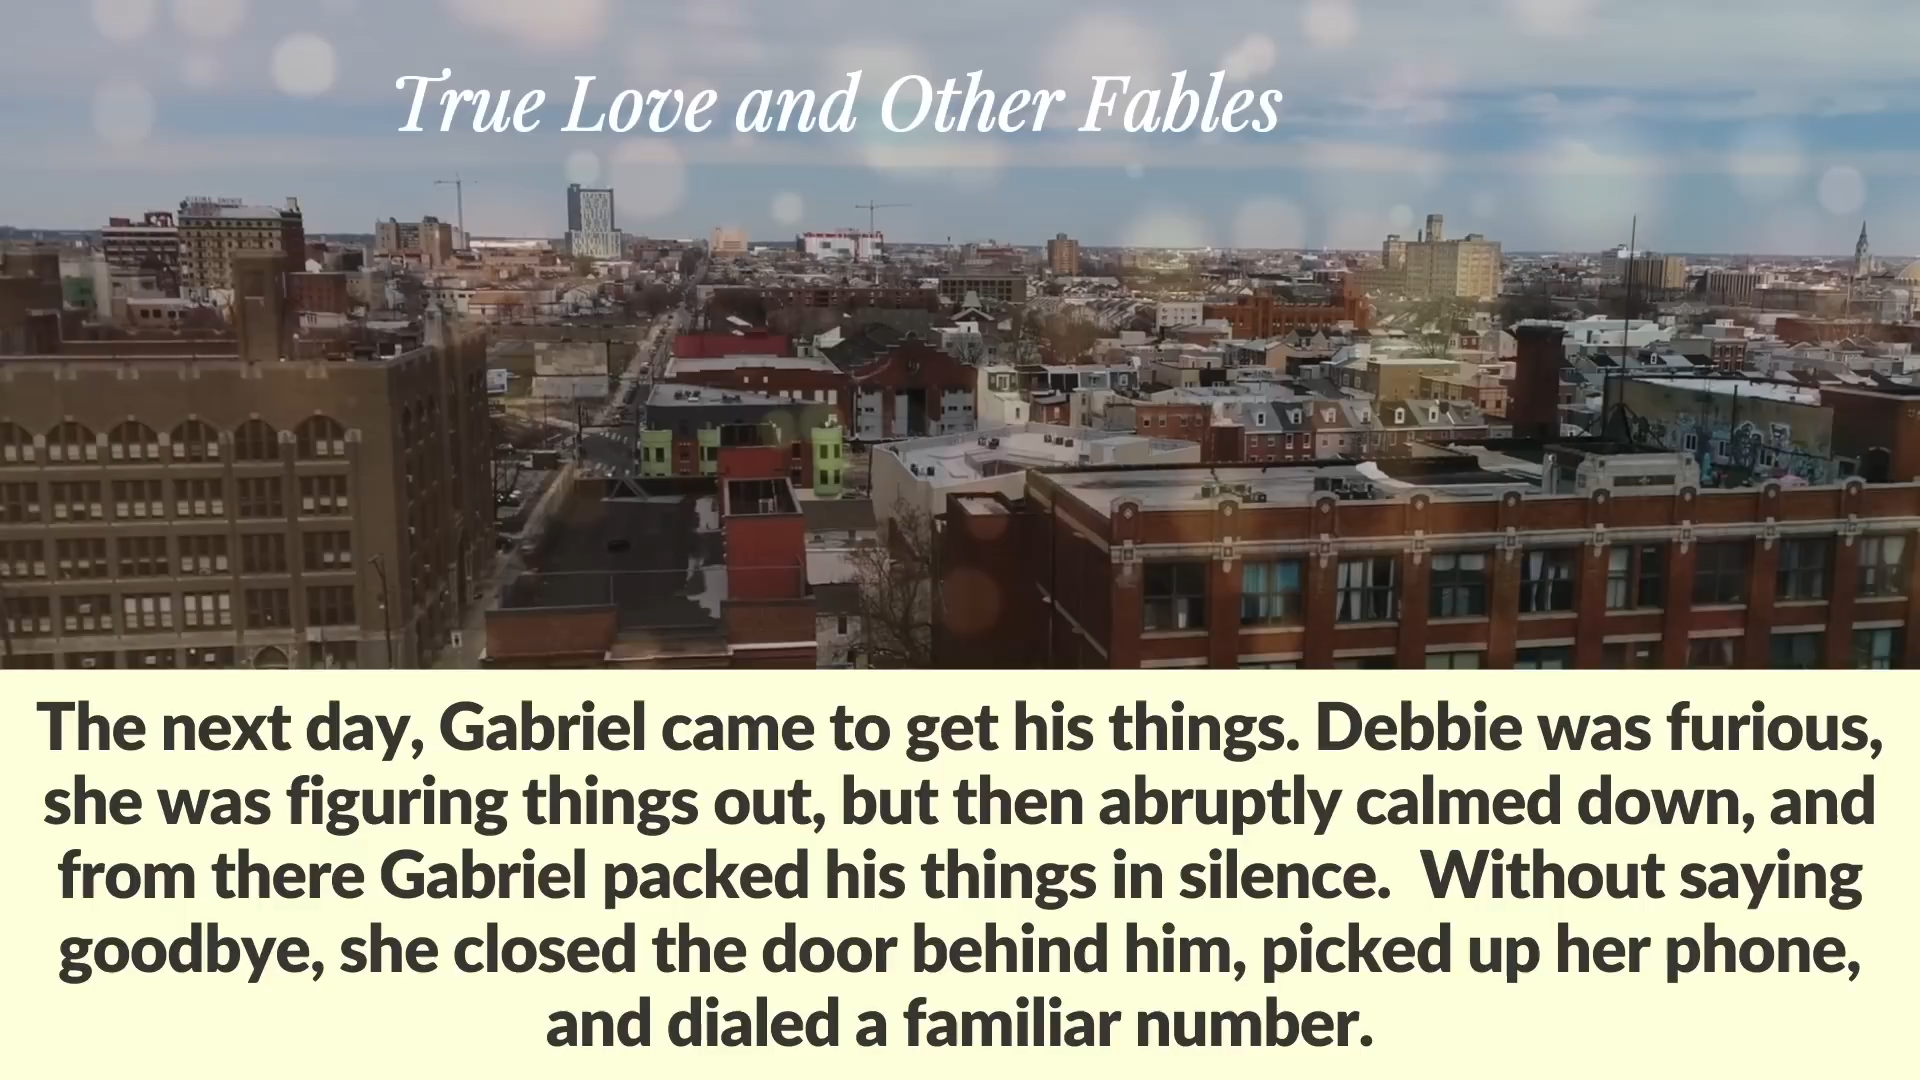 True Love and Other Fables
The next day, Gabriel came to get his things. Debbie was furious,
she was figuring things out, but then abruptly calmed down, and
from there Gabriel packed his things in silence.  Without saying
goodbye, she closed the door behind him, picked up her phone,
and dialed a familiar number.